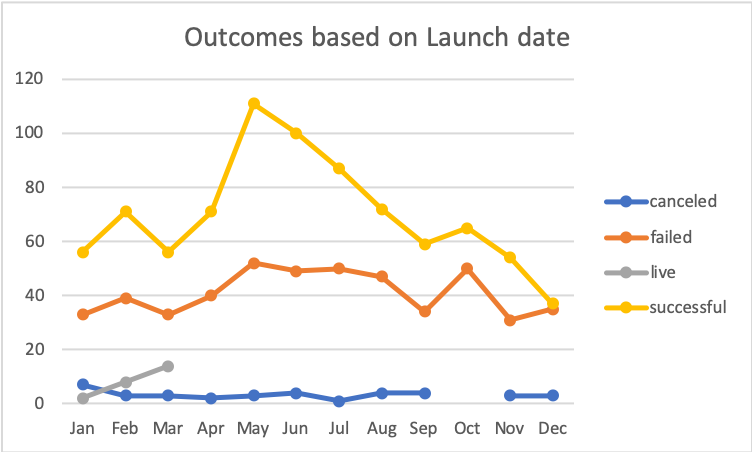 Outcomes based on Launch date
120
100
80
60
40
20
0
Jan Feb Mar Apr May Jun Jul Aug Sep Oct Nov Dec
canceled
failed
live
successful